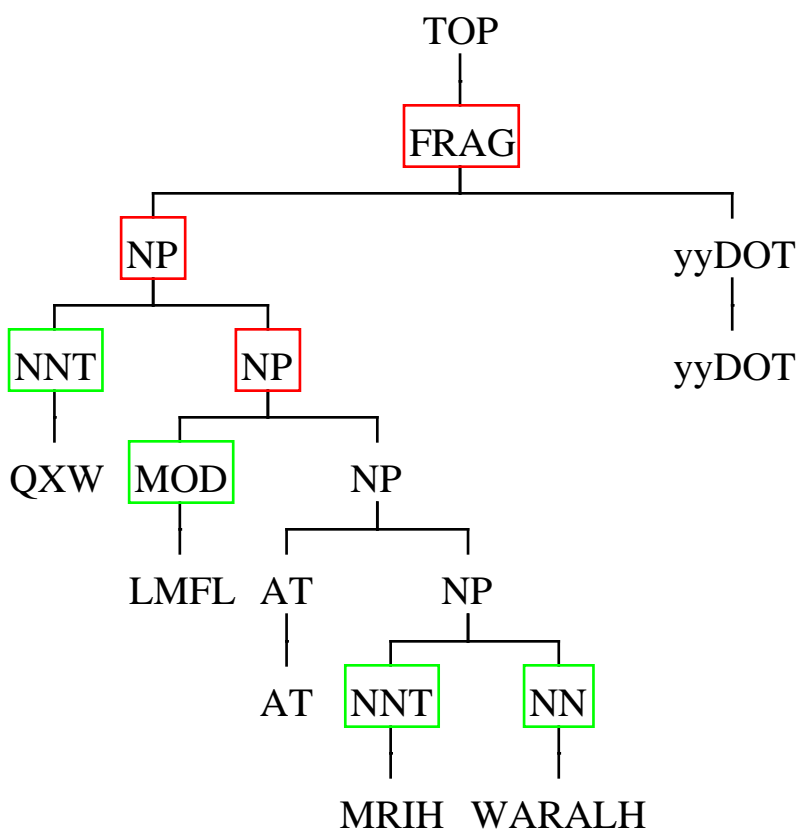 TOP
FRAG
NP yyDOT
NNT NP yyDOT
QXW MOD NP
LMFL AT NP
AT NNT NN
MRIH WARALH